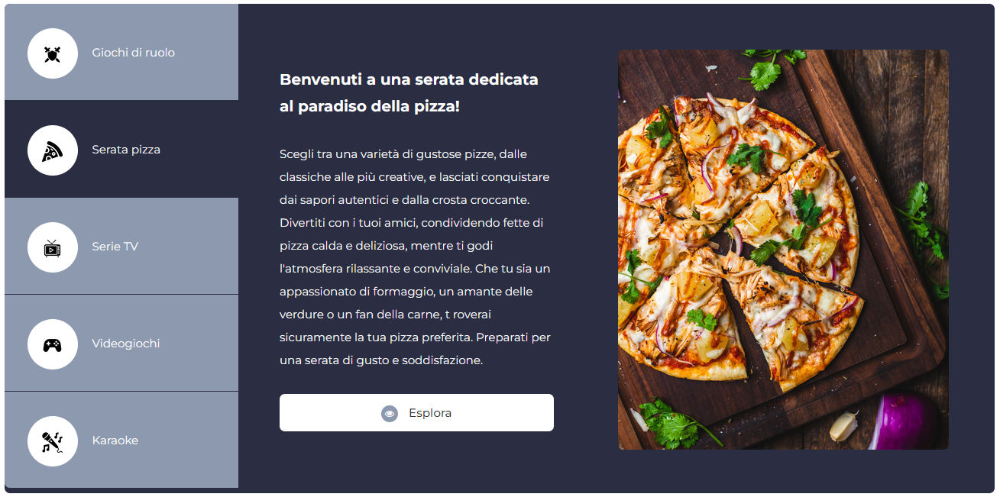 Giochi di ruolo
Serata pizza
Serie TV
Videogiochi
Karaoke
Benvenuti a una serata dedicata
al paradiso della pizza!
Scegli tra una varietà di gustose pizze, dalle
classiche alle più creative, e lasciati conquistare
dai sapori autentici e dalla crosta croccante.
Divertiti con i tuoi amici, condividendo fette di
pizza calda e deliziosa, mentre ti godi
l'atmosfera rilassante e conviviale. Che tu sia un
appassionato di formaggio, un amante delle
verdure o un fan della carne, t roverai
sicuramente la tua pizza preferita. Preparati per
una serata di gusto e soddisfazione.
Esplora